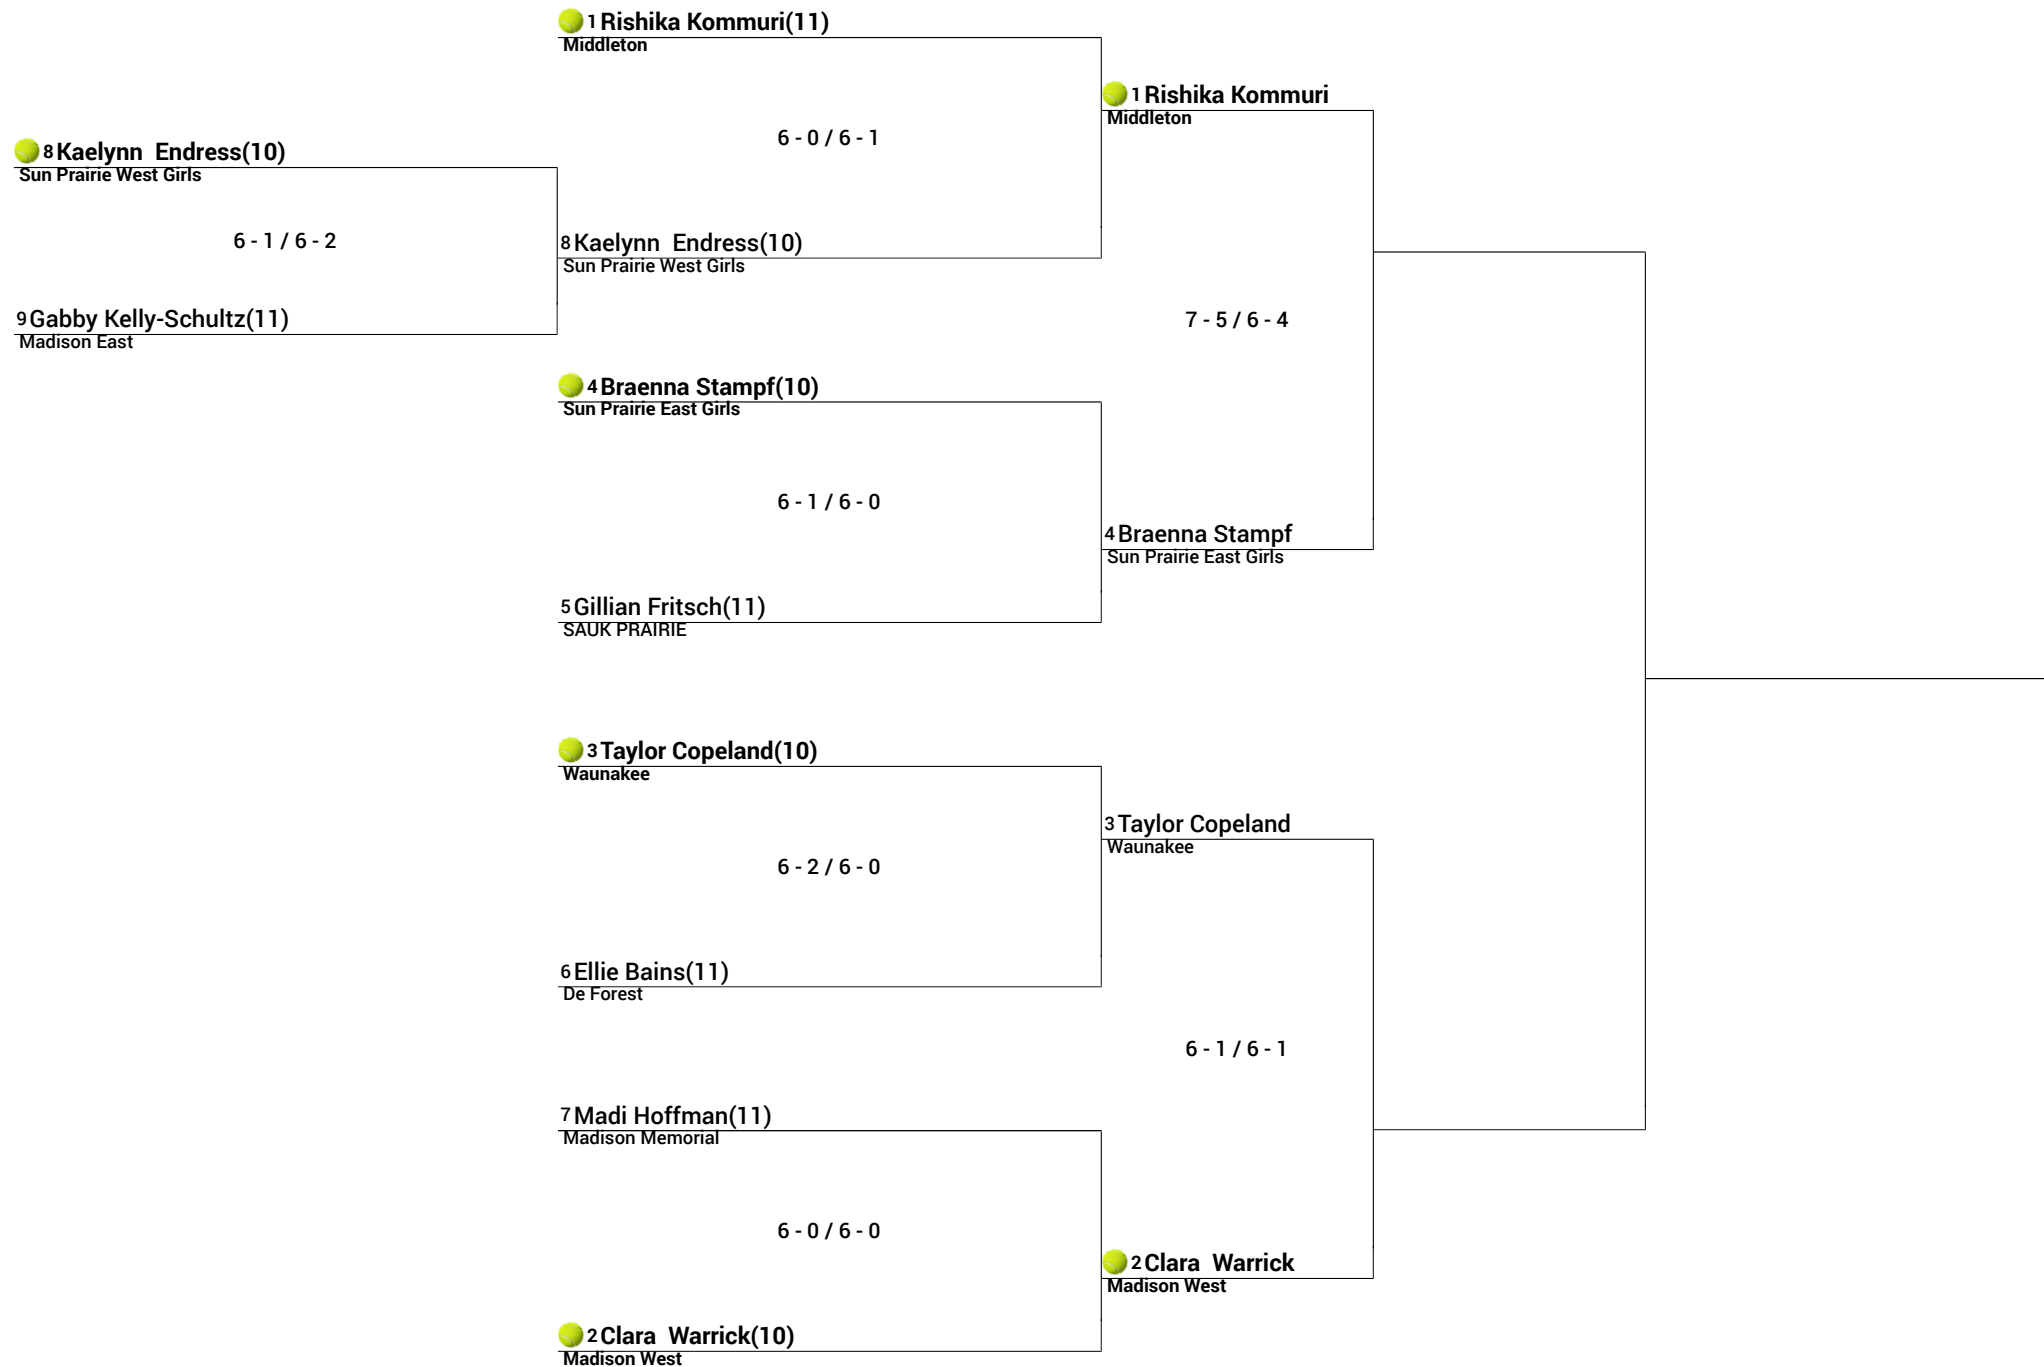 1 Rishika Kommuri(11)
Middleton
1 Rishika Kommuri
Middleton
6 - 0 / 6 - 1
8 Kaelynn  Endress(10)
Sun Prairie West Girls
6 - 1 / 6 - 2
8 Kaelynn  Endress(10)
Sun Prairie West Girls
9 Gabby Kelly-Schultz(11)
Madison East
7 - 5 / 6 - 4
4 Braenna Stampf(10)
Sun Prairie East Girls
6 - 1 / 6 - 0
4 Braenna Stampf
Sun Prairie East Girls
5 Gillian Fritsch(11)
SAUK PRAIRIE
3 Taylor Copeland(10)
Waunakee
3 Taylor Copeland
Waunakee
6 - 2 / 6 - 0
6 Ellie Bains(11)
De Forest
6 - 1 / 6 - 1
7 Madi Hoffman(11)
Madison Memorial
6 - 0 / 6 - 0
2 Clara  Warrick
Madison West
2 Clara  Warrick(10)
Madison West